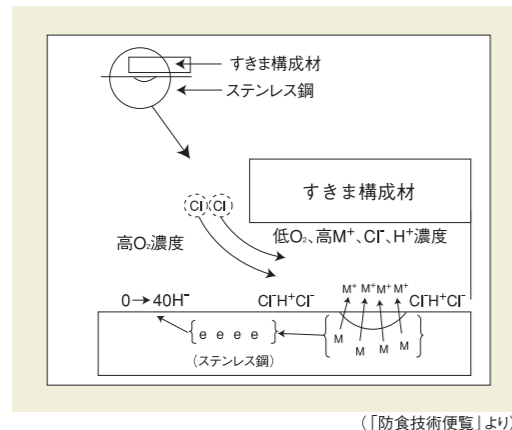 すきま構成材
ステンレス鋼
すきま構成材
Cl Cl
高O₂濃度
低O₂、高M⁺、Cl⁻、H⁺濃度
M⁺ M⁺ M⁺ M⁺
0→40H⁻
Cl⁻H⁺Cl⁻
Cl⁻H⁺Cl⁻
e e e e
M M M M
(ステンレス鋼)
(「防食技術便覧」より)